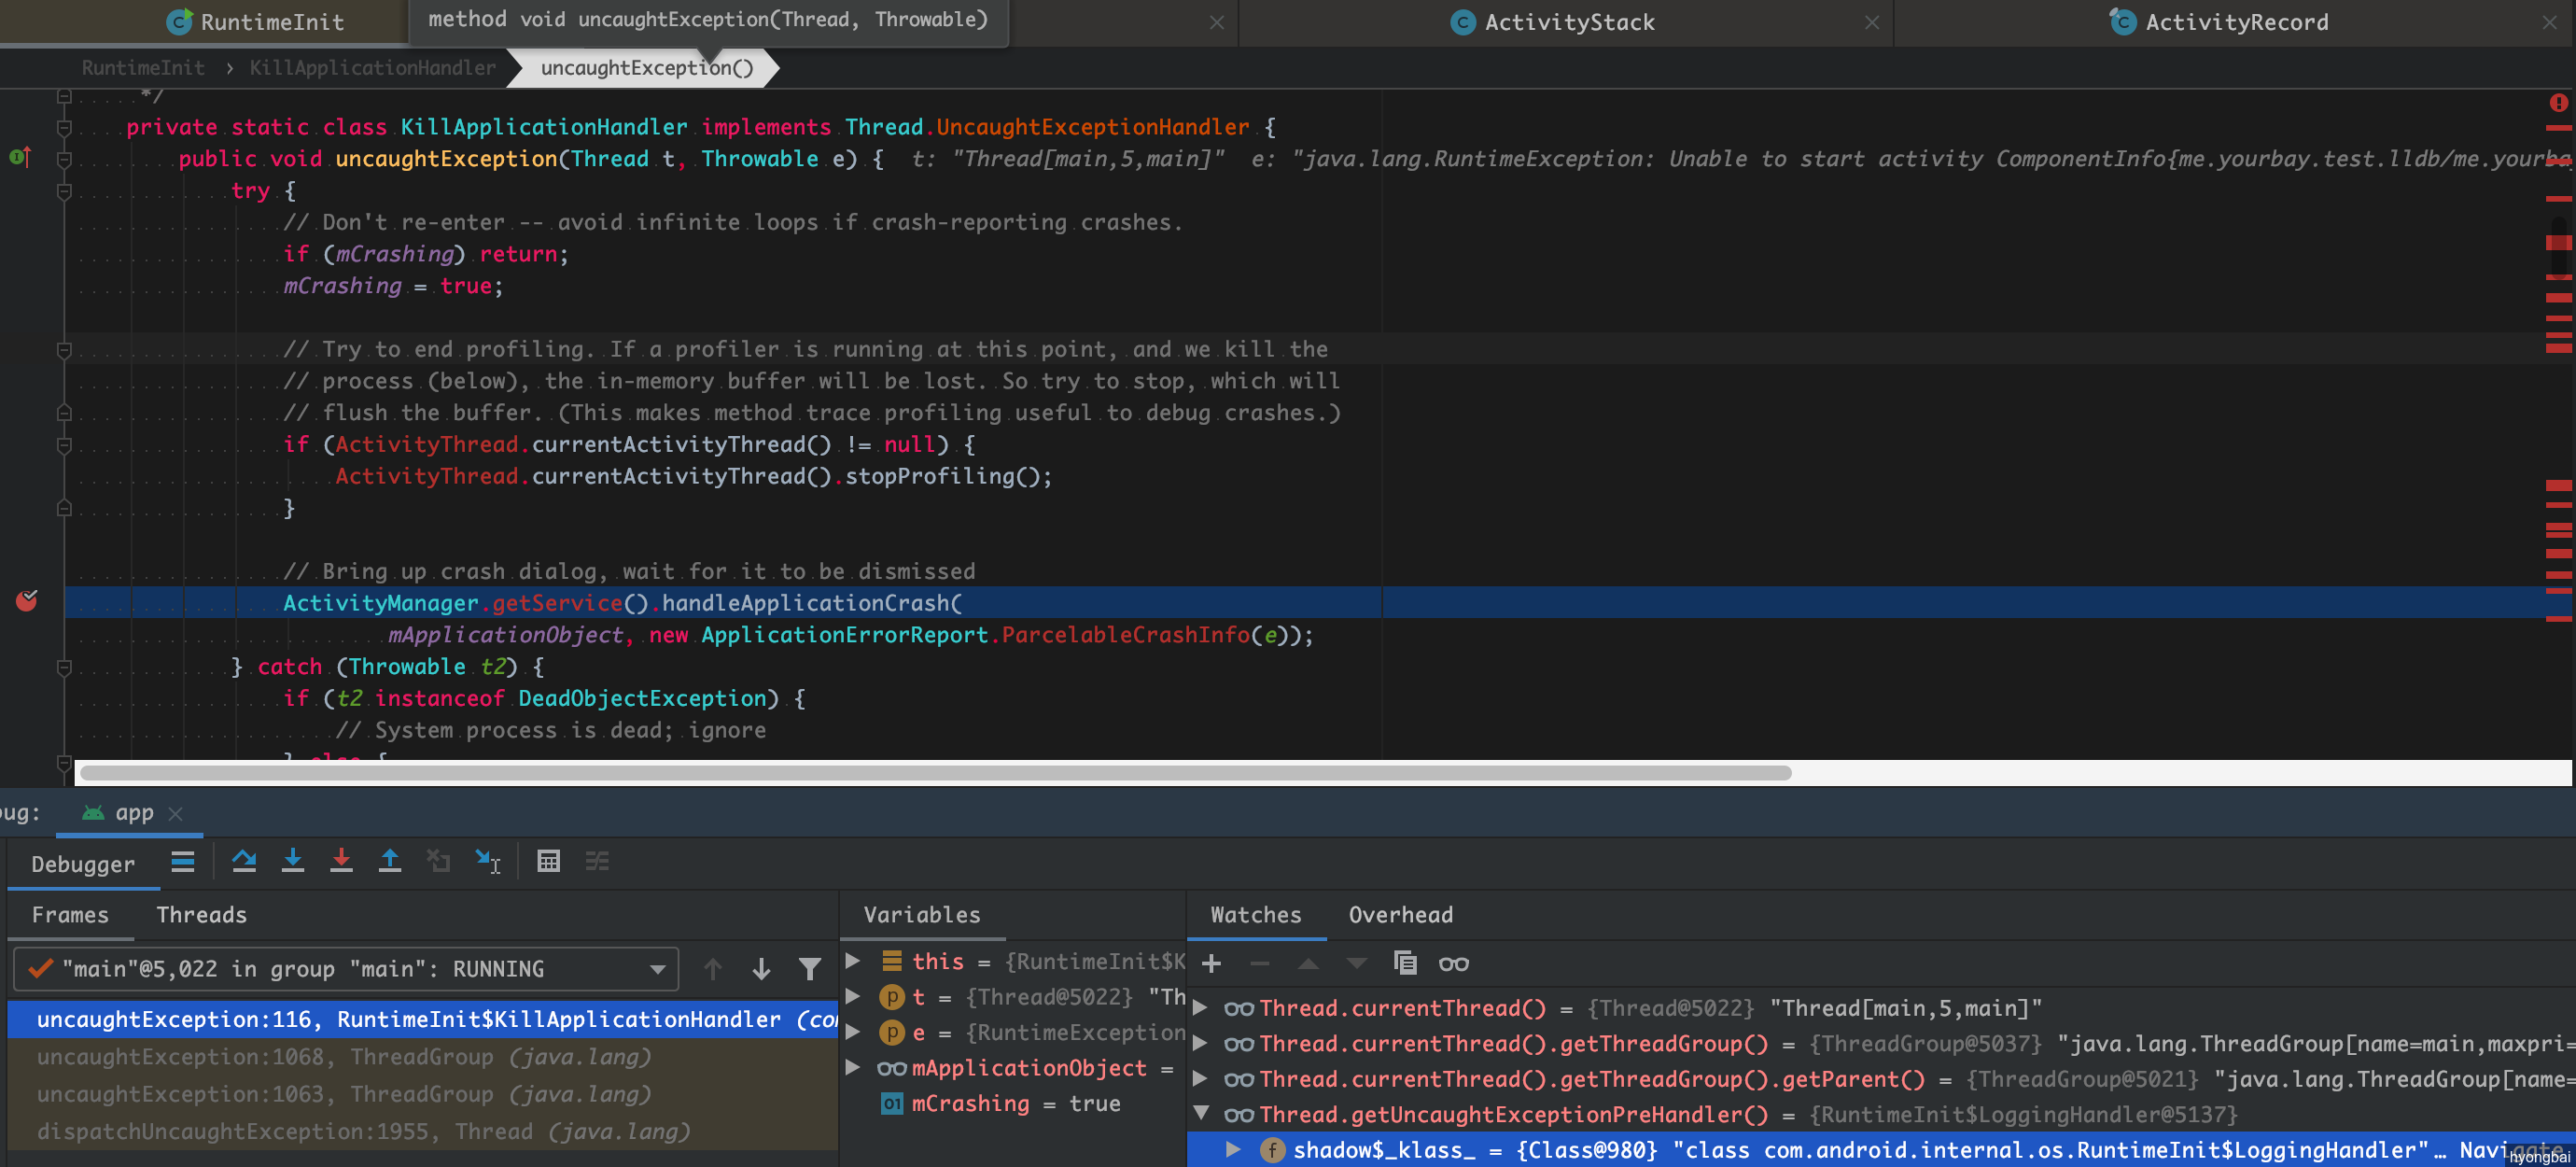 RuntimeInit
method void uncaughtException(Thread, Throwable)
ActivityStack
ActivityRecord
RuntimeInit › KillApplicationHandler
uncaughtException()
*/
private static class KillApplicationHandler implements Thread.UncaughtExceptionHandler {
public void uncaughtException(Thread t, Throwable e) { t: "Thread[main,5,main]" e: "java.lang.RuntimeException: Unable to start activity ComponentInfo{me.yourbay.test.lldb/me.yourba
try {
// Don't re-enter -- avoid infinite loops if crash-reporting crashes.
if (mCrashing) return;
mCrashing = true;
// Try to end profiling. If a profiler is running at this point, and we kill the
// process (below), the in-memory buffer will be lost. So try to stop, which will
// flush the buffer. (This makes method trace profiling useful to debug crashes.)
if (ActivityThread.currentActivityThread() != null) {
ActivityThread.currentActivityThread().stopProfiling();
}
// Bring up crash dialog, wait for it to be dismissed
ActivityManager.getService().handleApplicationCrash(
mApplicationObject, new ApplicationErrorReport.ParcelableCrashInfo(e));
} catch (Throwable t2) {
if (t2 instanceof DeadObjectException) {
// System process is dead; ignore
} else {
ug: app
Debugger
Frames Threads
"main"@5,022 in group "main": RUNNING
uncaughtException:116, RuntimeInit$KillApplicationHandler (co
uncaughtException:1068, ThreadGroup (java.lang)
uncaughtException:1063, ThreadGroup (java.lang)
dispatchUncaughtException:1955, Thread (java.lang)
Variables
this = {RuntimeInit$K
t = {Thread@5022} "Th
e = {RuntimeException
mApplicationObject =
mCrashing = true
Watches Overhead
Thread.currentThread() = {Thread@5022} "Thread[main,5,main]"
Thread.currentThread().getThreadGroup() = {ThreadGroup@5037} "java.lang.ThreadGroup[name=main,maxpri=
Thread.currentThread().getThreadGroup().getParent() = {ThreadGroup@5021} "java.lang.ThreadGroup[name=
Thread.getUncaughtExceptionPreHandler() = {RuntimeInit$LoggingHandler@5137}
shadow$_klass_ = {Class@980} "class com.android.internal.os.RuntimeInit$LoggingHandler"… Navigate
hyongbai